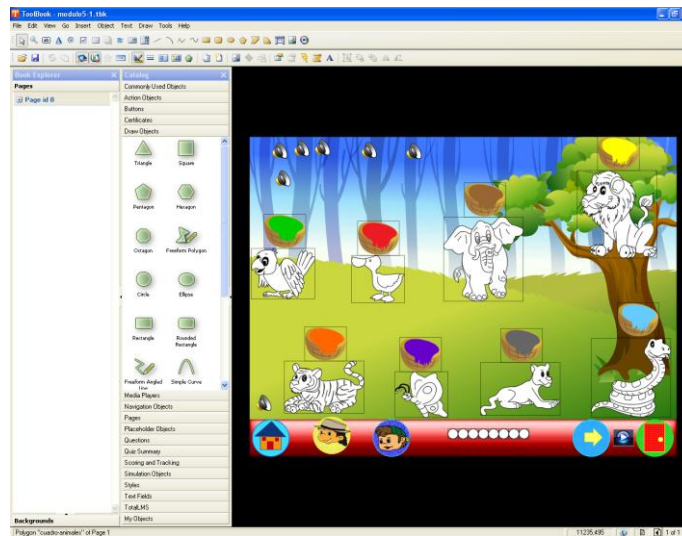 ToolBook - modulo5-1.tbk
File Edit View Go Insert Object Text Draw Tools Help
Book Explorer X
Pages
Page id 0
Backgrounds
Catalog X
Commonly Used Objects
Action Objects
Buttons
Certificates
Draw Objects
Triangle Square
Pentagon Hexagon
Octagon Freeform Polygon
Circle Ellipse
Rectangle Rounded Rectangle
Freeform Angled Line Simple Curve
Media Players
Navigation Objects
Pages
Placeholder Objects
Questions
Quiz Summary
Scoring and Tracking
Simulation Objects
Styles
Text Fields
TotalLMS
My Objects
Polygon "cuadro-animales" of Page 1 11235,495 1 of 1